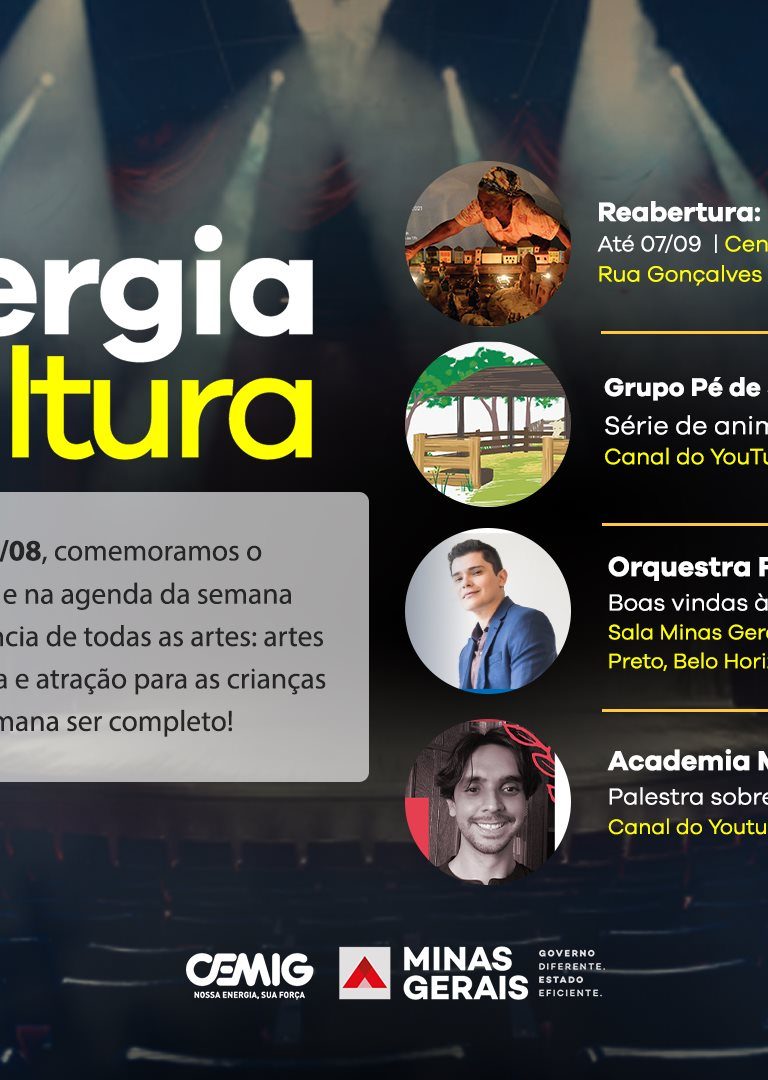 ergia
ltura
/08, comemoramos o
e na agenda da semana
ncia de todas as artes: artes
a e atração para as crianças
mana ser completo!
2021
Reabertura:
Até 07/09 | Cen
Rua Gonçalves
Grupo Pé de
Série de anim
Canal do YouTu
Orquestra F
Boas vindas à
Sala Minas Ger
Preto, Belo Hori
Academia M
Palestra sobre
Canal do Youtu
CEMIG
NOSSA ENERGIA, SUA FORÇA
MINAS
GERAIS
GOVERNO
DIFERENTE.
ESTADO
EFICIENTE.